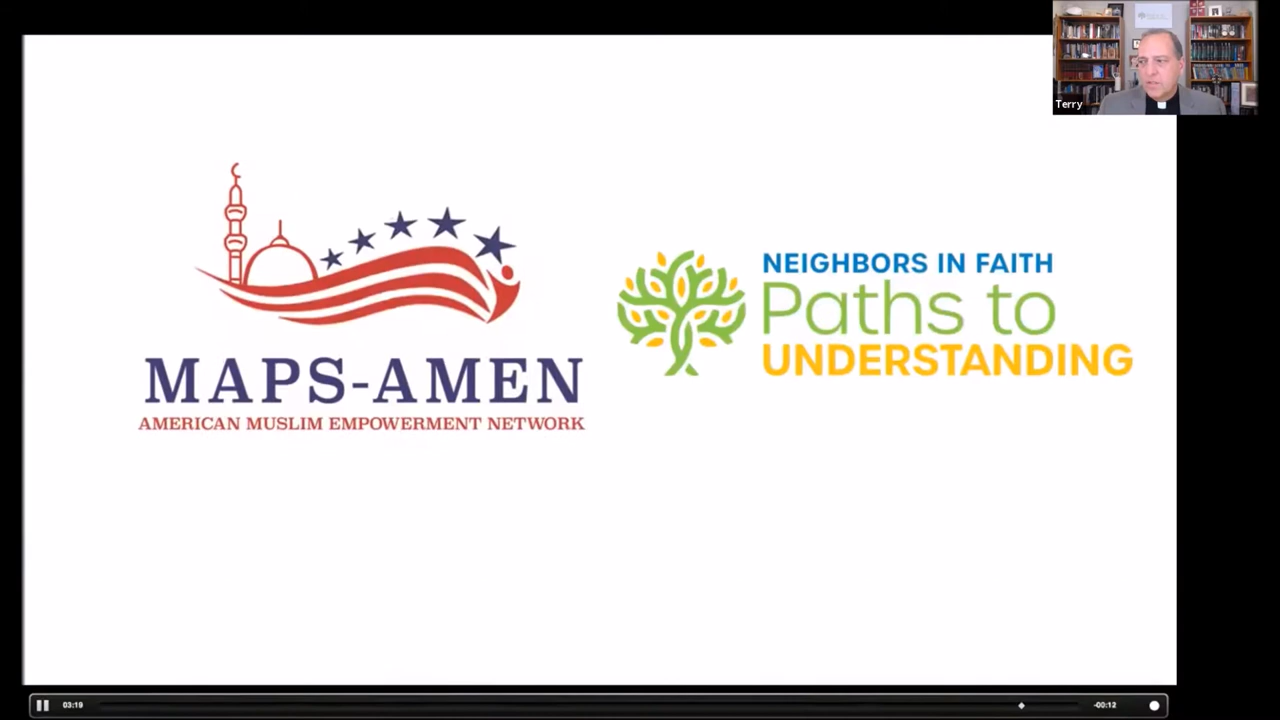 Terry
MAPS-AMEN
AMERICAN MUSLIM EMPOWERMENT NETWORK
NEIGHBORS IN FAITH
Paths to
UNDERSTANDING
03:19
-00:12